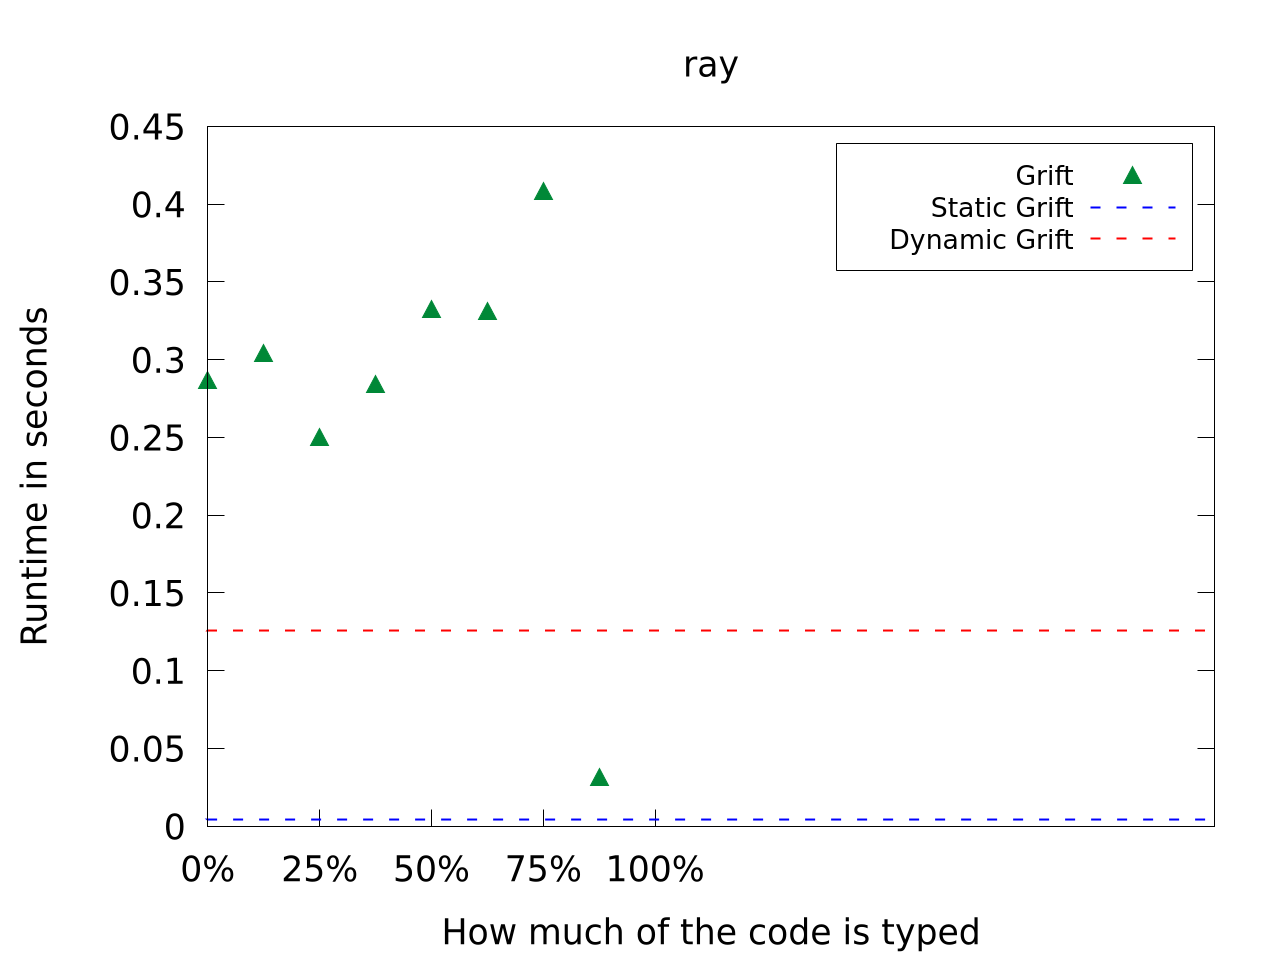 ray
0.45
0.4
0.35
0.3
0.25
0.2
0.15
0.1
0.05
0
Runtime in seconds
Grift
Static Grift
Dynamic Grift
0% 25% 50% 75% 100%
How much of the code is typed